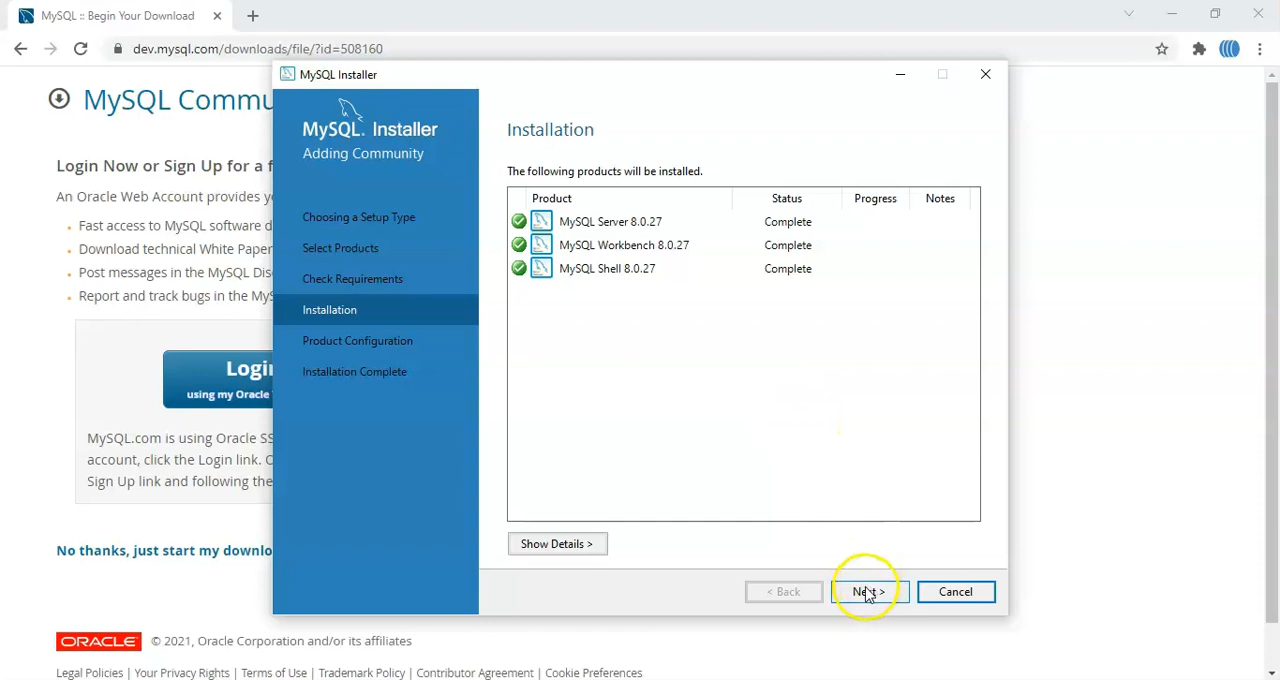 MySQL :: Begin Your Download
dev.mysql.com/downloads/file/?id=508160
MySQL Commu
Login Now or Sign Up for a f
An Oracle Web Account provides yo
Fast access to MySQL software d
Download technical White Paper
Post messages in the MySQL Disc
Report and track bugs in the MyS
Login
using my Oracle
MySQL.com is using Oracle SS
account, click the Login link. O
Sign Up link and following the
No thanks, just start my downlo
ORACLE © 2021, Oracle Corporation and/or its affiliates
Legal Policies | Your Privacy Rights | Terms of Use | Trademark Policy | Contributor Agreement | Cookie Preferences
MySQL Installer
MySQL. Installer
Adding Community
Choosing a Setup Type
Select Products
Check Requirements
Installation
Product Configuration
Installation Complete
Installation
The following products will be installed.
Product Status Progress Notes
MySQL Server 8.0.27 Complete
MySQL Workbench 8.0.27 Complete
MySQL Shell 8.0.27 Complete
Show Details >
< Back Next > Cancel